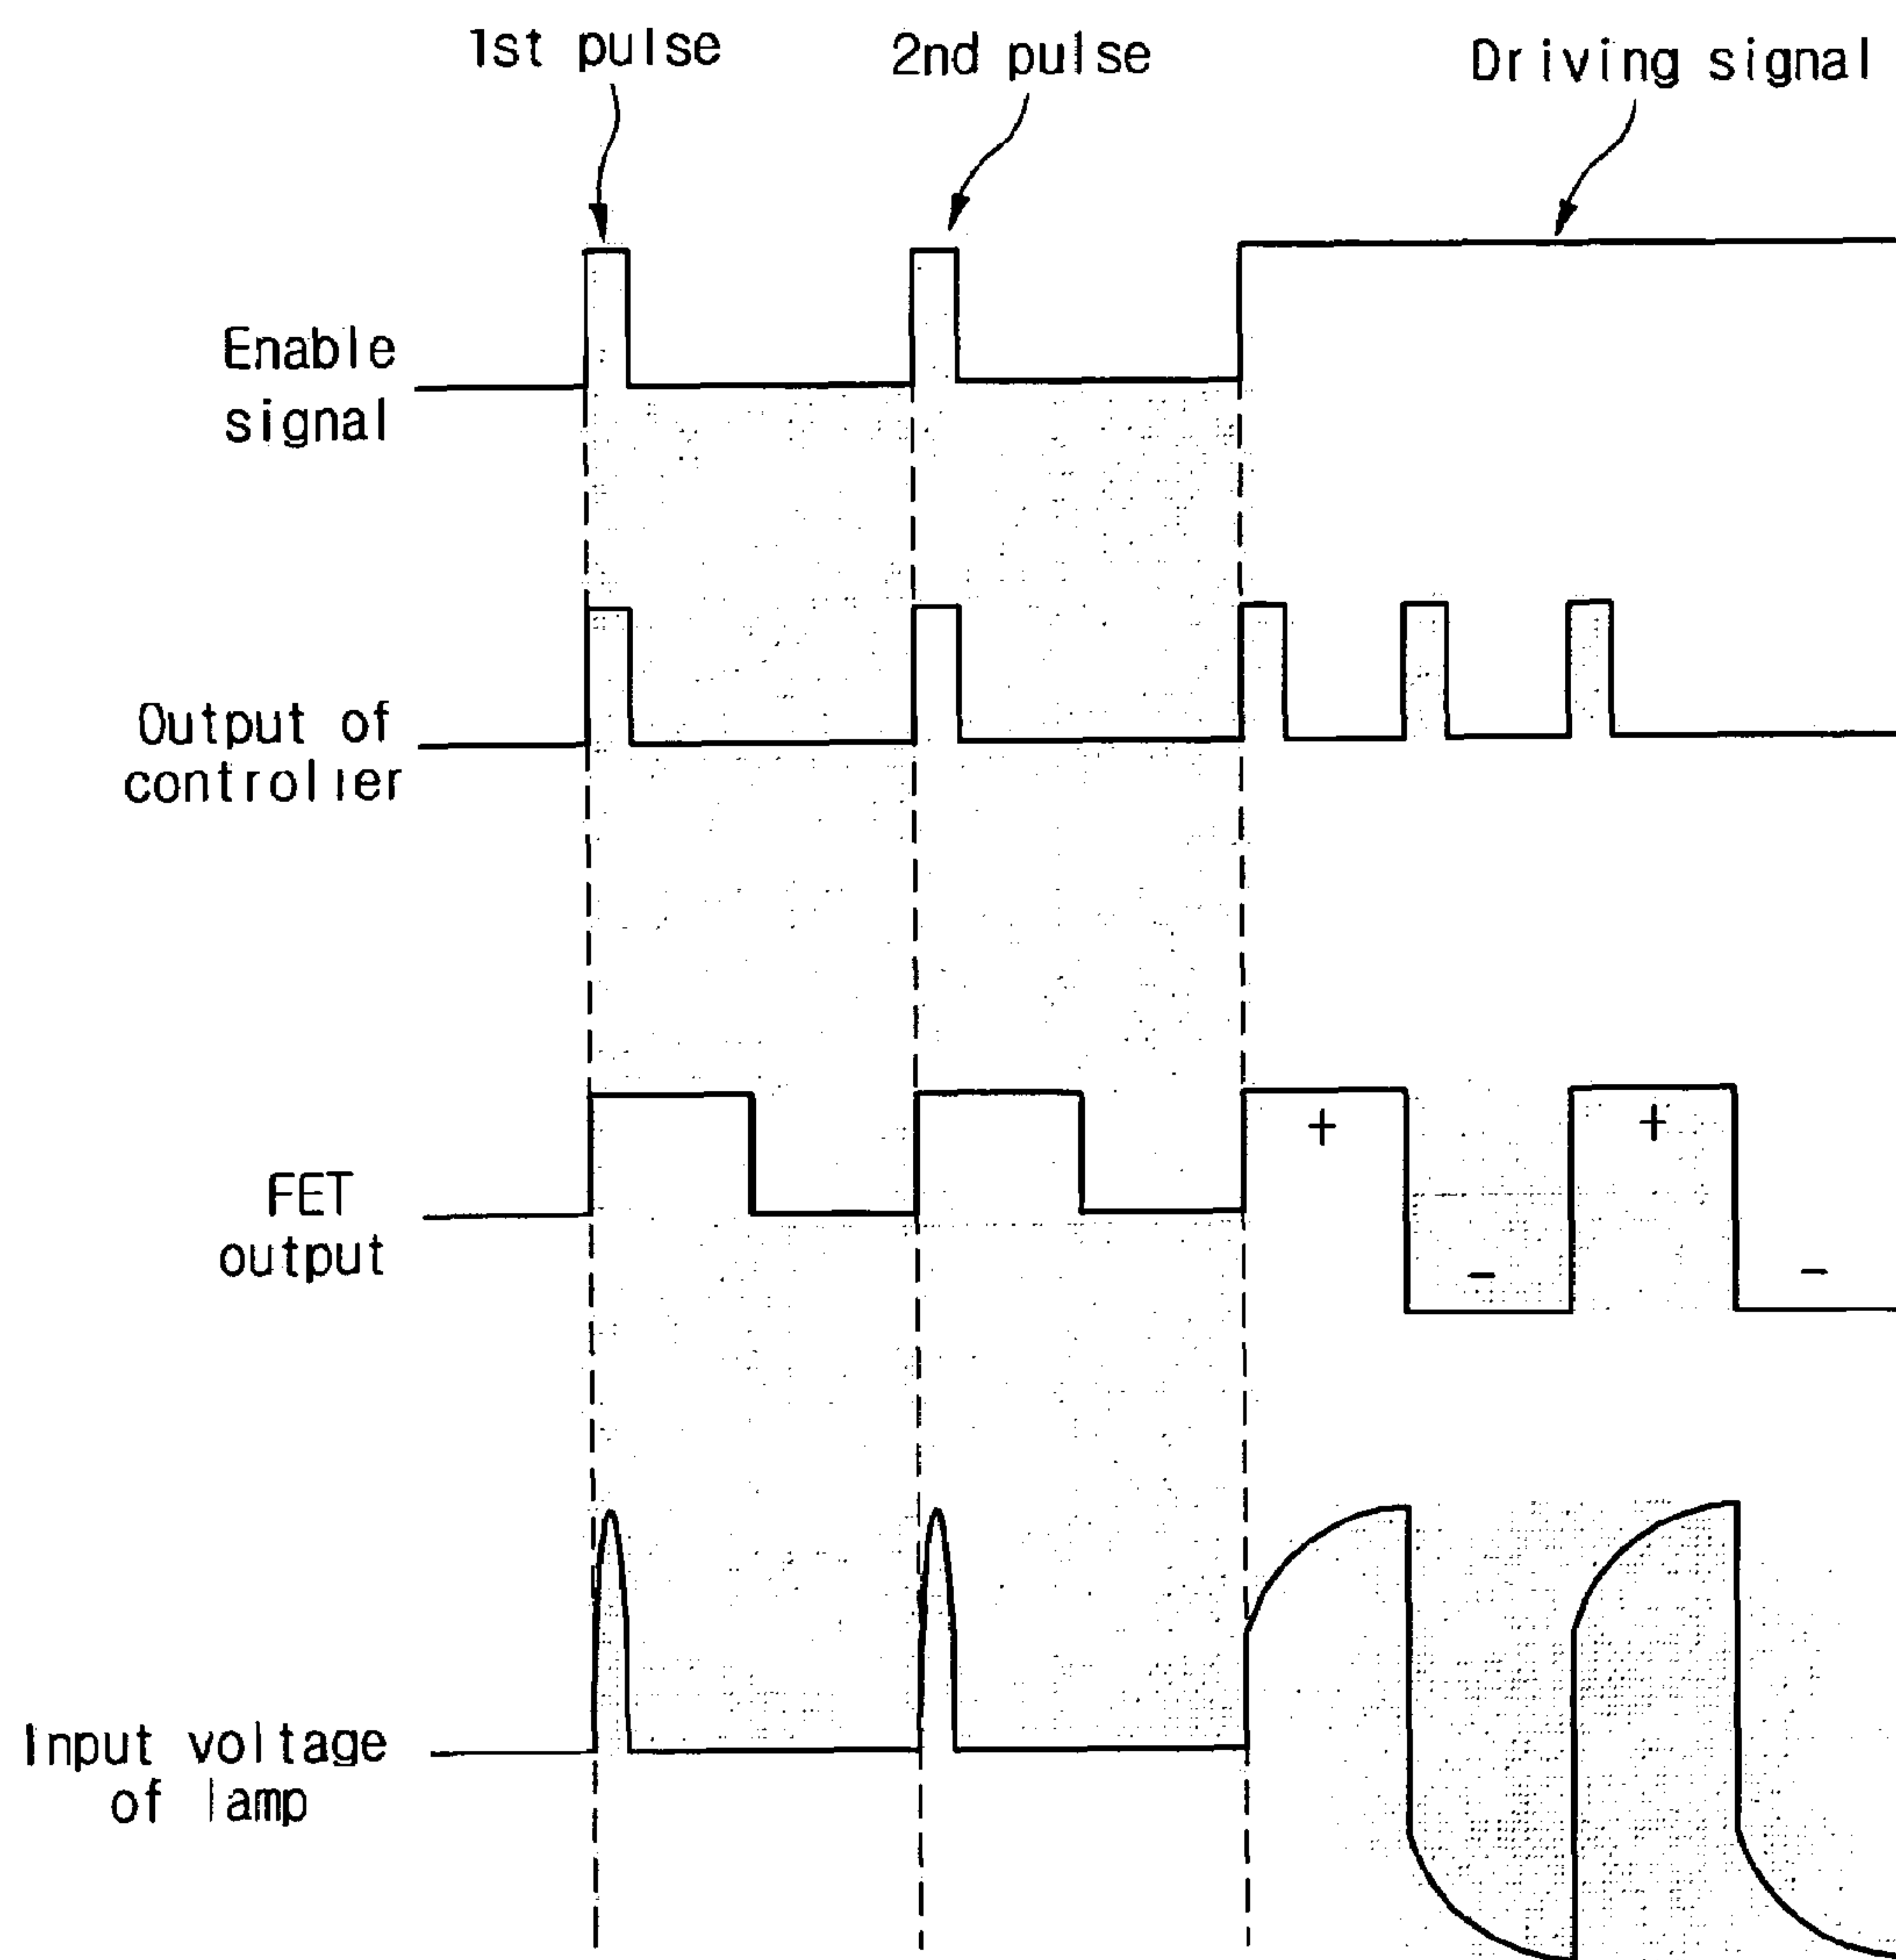 1st pulse
2nd pulse
Driving signal
Enable
signal
Output of
controller
+
+
FET
output
−
−
Input voltage
of lamp